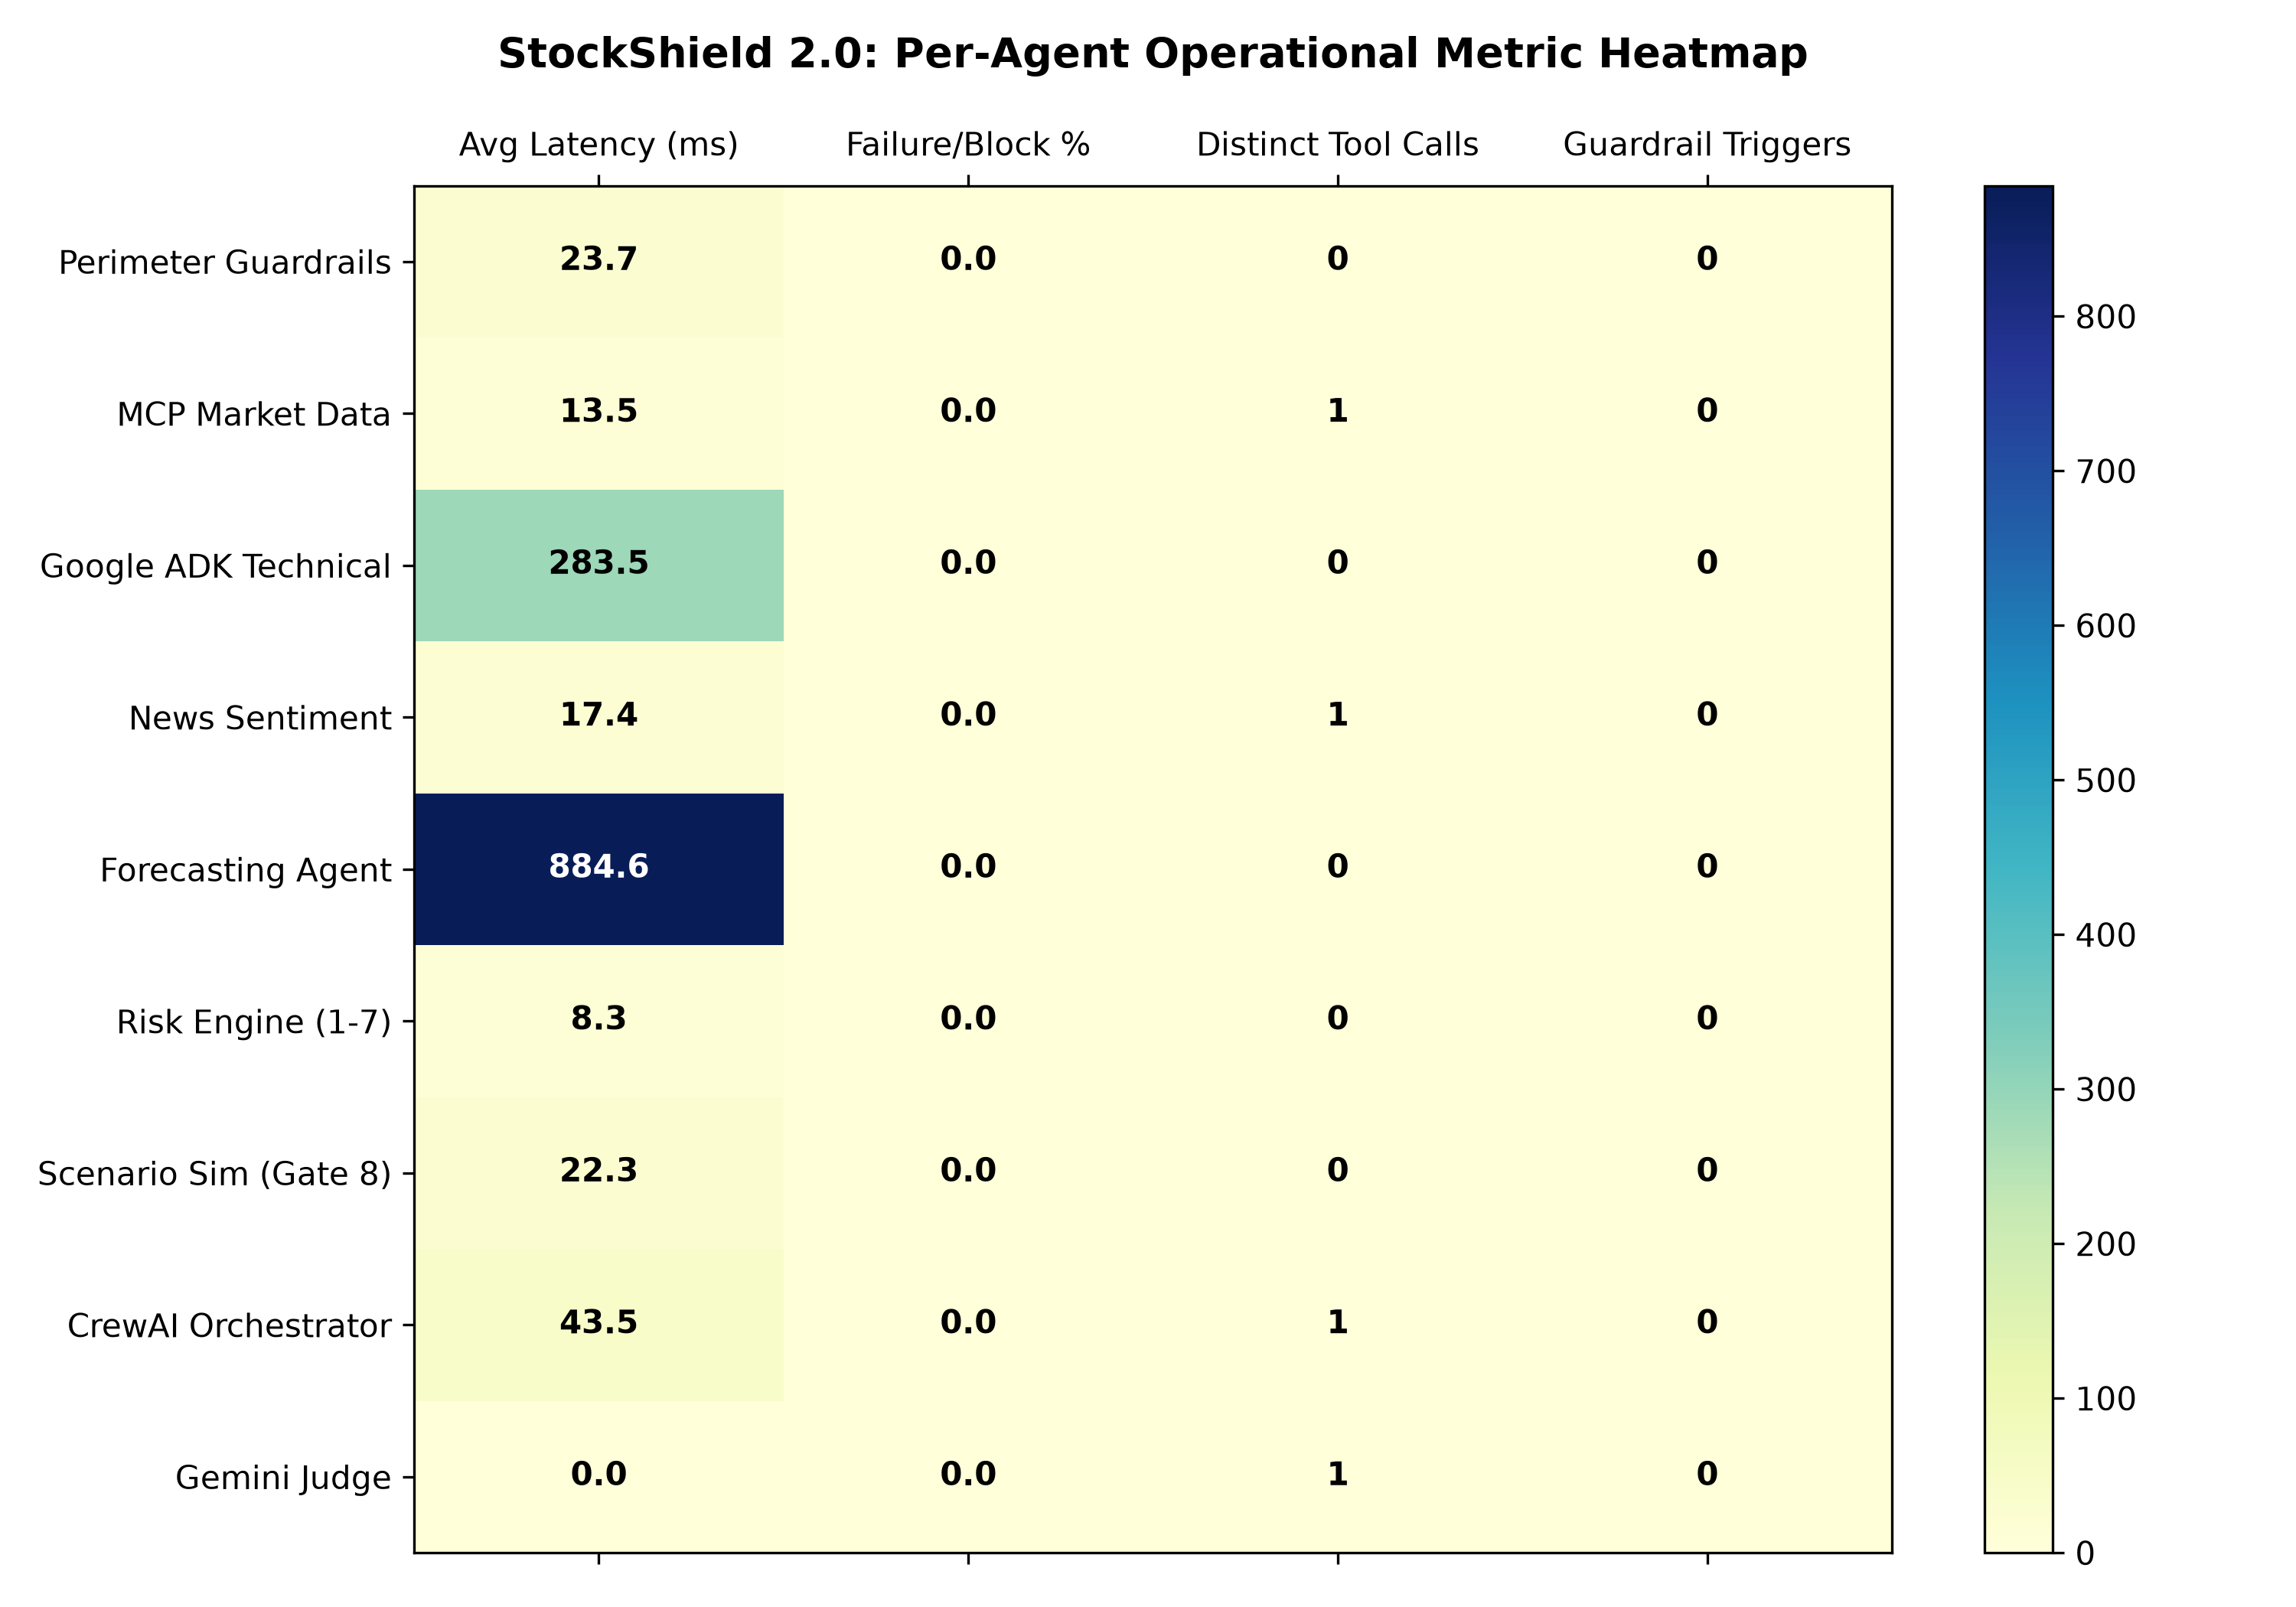 StockShield 2.0: Per-Agent Operational Metric Heatmap
Avg Latency (ms) Failure/Block % Distinct Tool Calls Guardrail Triggers
Perimeter Guardrails 23.7 0.0 0 0
MCP Market Data 13.5 0.0 1 0
Google ADK Technical 283.5 0.0 0 0
News Sentiment 17.4 0.0 1 0
Forecasting Agent 884.6 0.0 0 0
Risk Engine (1-7) 8.3 0.0 0 0
Scenario Sim (Gate 8) 22.3 0.0 0 0
CrewAI Orchestrator 43.5 0.0 1 0
Gemini Judge 0.0 0.0 1 0
800
700
600
500
400
300
200
100
0